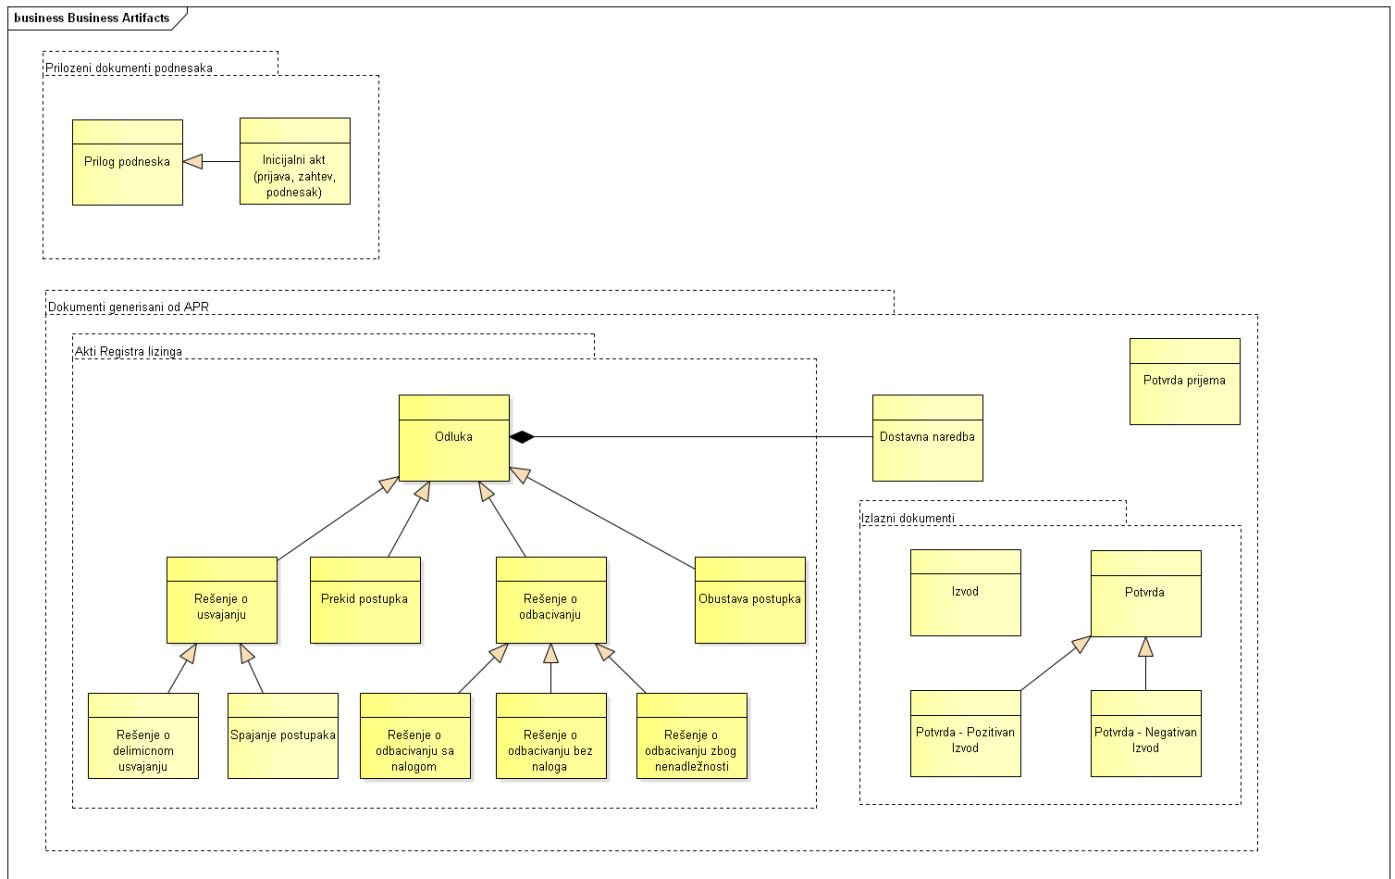 business Business Artifacts
Prilozeni dokumenti podnesaka
Prilog podneska
Inicijalni akt
(prijava, zahtev,
podnesak)
Dokumenti generisani od APR
Akti Registra lizinga
Potvrda prijema
Odluka
Dostavna naredba
Izlazni dokumenti
Rešenje o
usvajanju
Prekid postupka
Rešenje o
odbacivanju
Obustava postupka
Izvod
Potvrda
Rešenje o
delimicnom
usvajanju
Spajanje postupaka
Rešenje o
odbacivanju sa
nalogom
Rešenje o
odbacivanju bez
naloga
Rešenje o
odbacivanju zbog
nenadležnosti
Potvrda - Pozitivan
Izvod
Potvrda - Negativan
Izvod